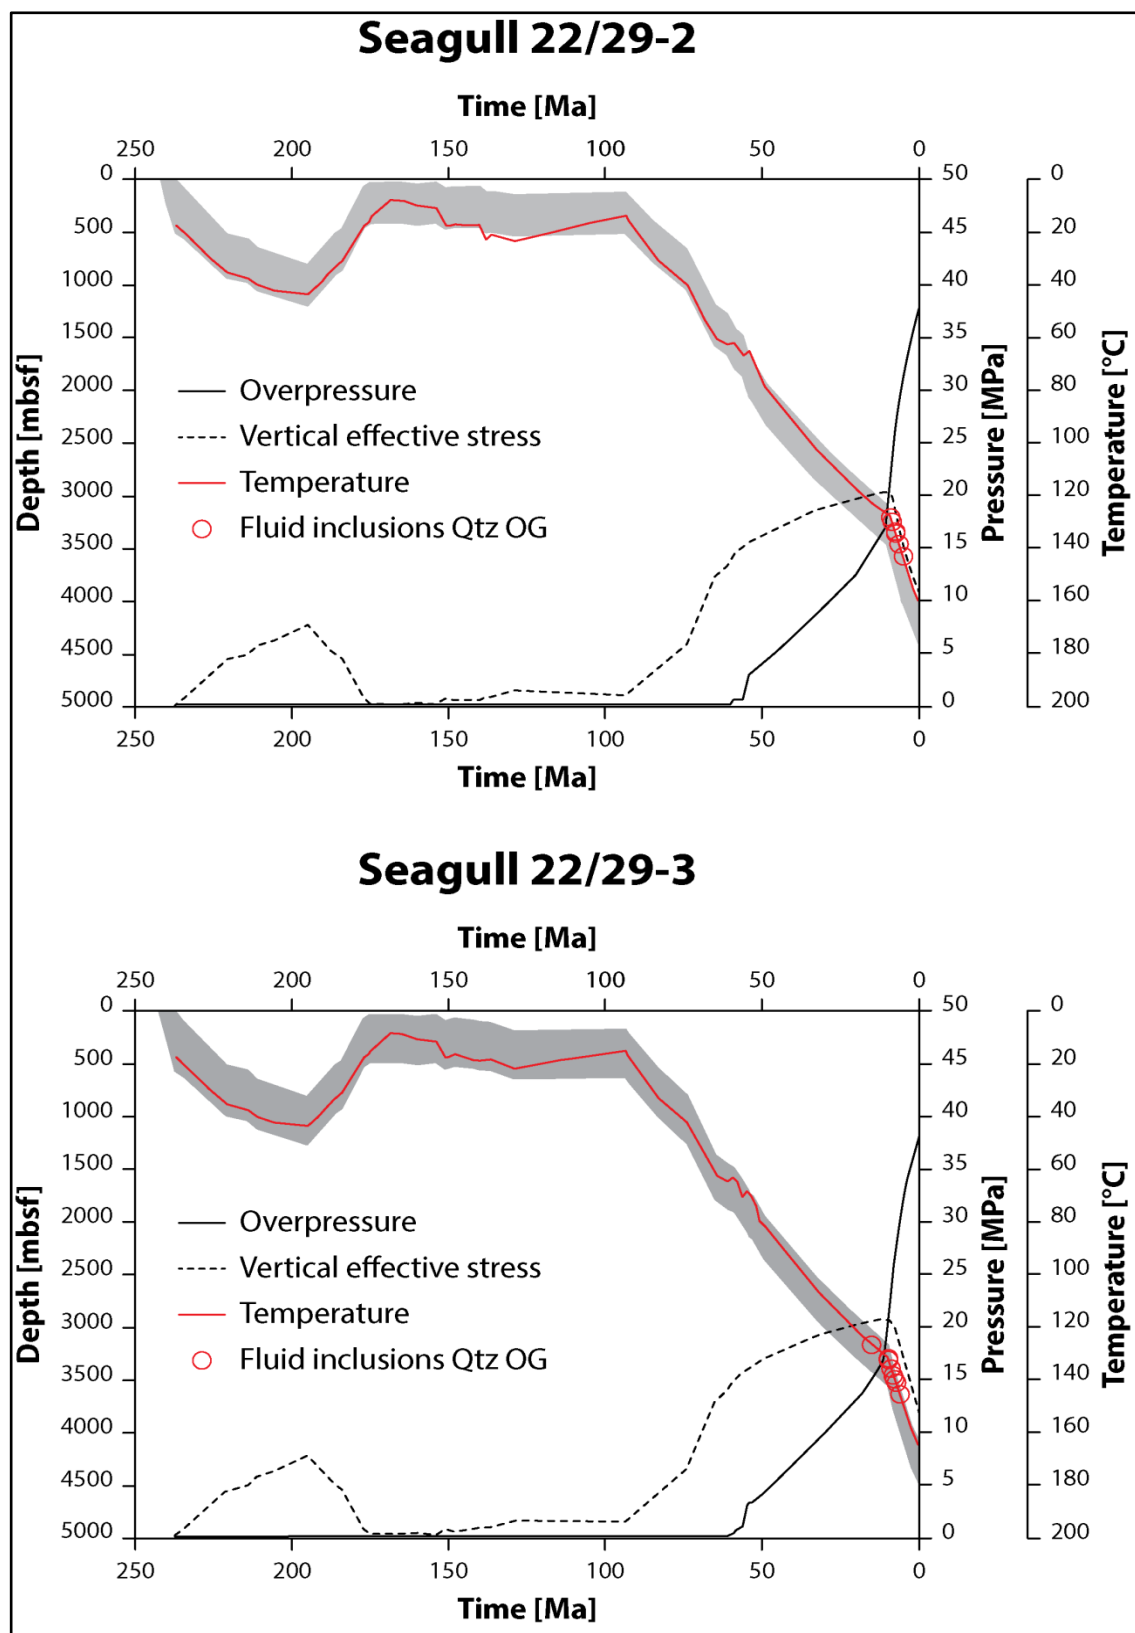 Seagull 22/29-2
Time [Ma]
250 200 150 100 50 0
Depth [mbsf]
0
500
1000
1500
2000
2500
3000
3500
4000
4500
5000
Overpressure
Vertical effective stress
Temperature
Fluid inclusions Qtz OG
50
45
40
35
30
25
20
15
10
5
0
Pressure [MPa]
0
20
40
60
80
100
120
140
160
180
200
Temperature [°C]
250 200 150 100 50 0
Time [Ma]
Seagull 22/29-3
Time [Ma]
250 200 150 100 50 0
Depth [mbsf]
0
500
1000
1500
2000
2500
3000
3500
4000
4500
5000
Overpressure
Vertical effective stress
Temperature
Fluid inclusions Qtz OG
50
45
40
35
30
25
20
15
10
5
0
Pressure [MPa]
0
20
40
60
80
100
120
140
160
180
200
Temperature [°C]
250 200 150 100 50 0
Time [Ma]